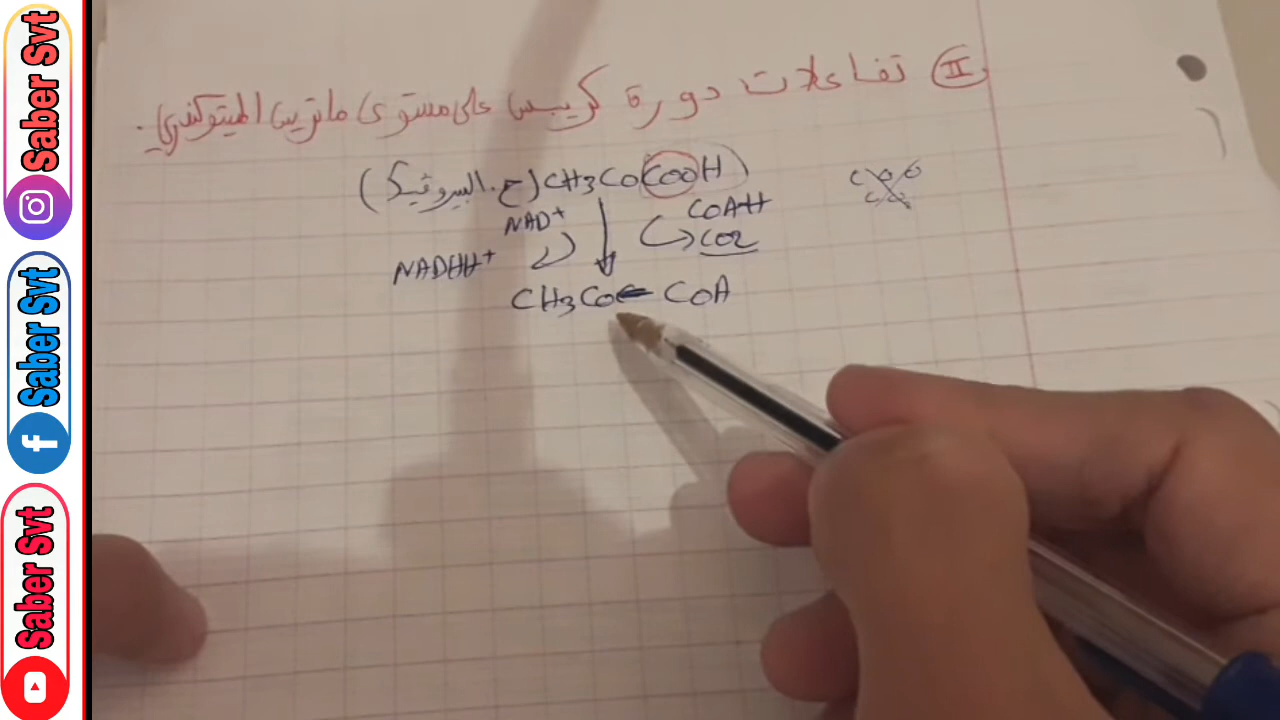 II تفاعلات دورة كريبس على مستوى ماتريس الميتوكندري.
CH3COCOOH (ح. البيروفيك)
NAD+
COAH
NADHH+
CO2
CH3CO COA
Saber Svt
Saber Svt
Saber Svt